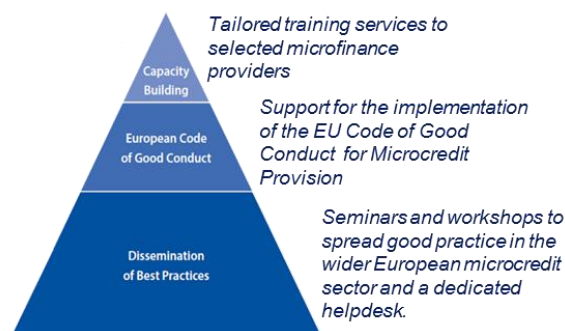 Tailored training services to
selected microfinance
providers
Capacity
Building
Support for the implementation
of the EU Code of Good
Conduct for Microcredit
Provision
European Code
of Good Conduct
Seminars and workshops to
spread good practice in the
wider European microcredit
sector and a dedicated
helpdesk.
Dissemination
of Best Practices